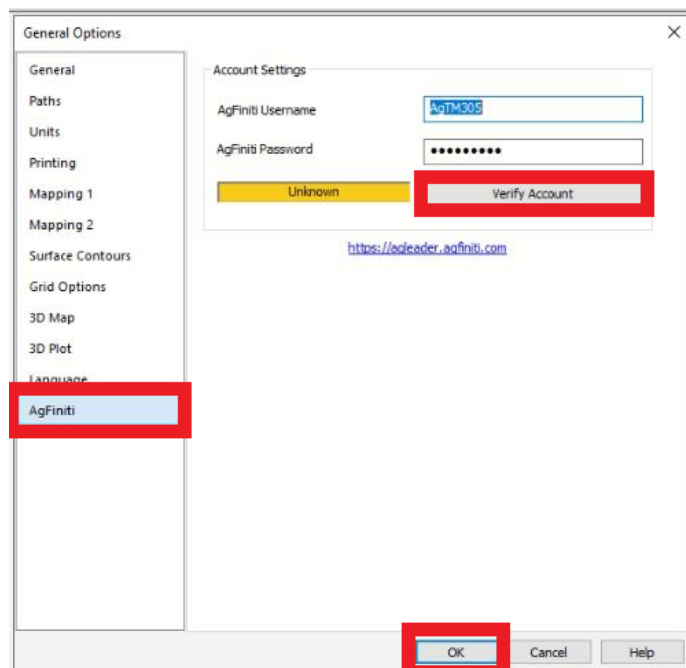 General Options
General
Paths
Units
Printing
Mapping 1
Mapping 2
Surface Contours
Grid Options
3D Map
3D Plot
Language
AgFiniti
Account Settings
AgFiniti Username
AgTM305
AgFiniti Password
•••••••••
Unknown
Verify Account
https://agleader.agfiniti.com
OK
Cancel
Help